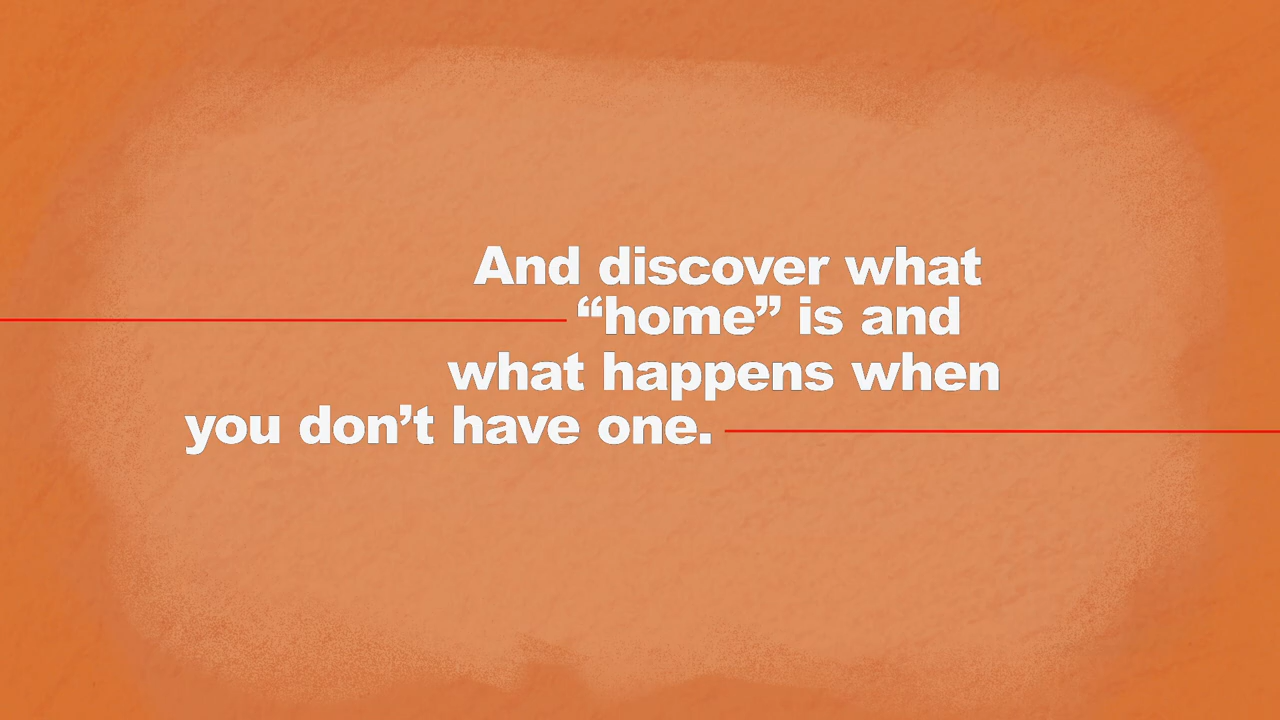 And discover what
“home” is and
what happens when
you don’t have one.